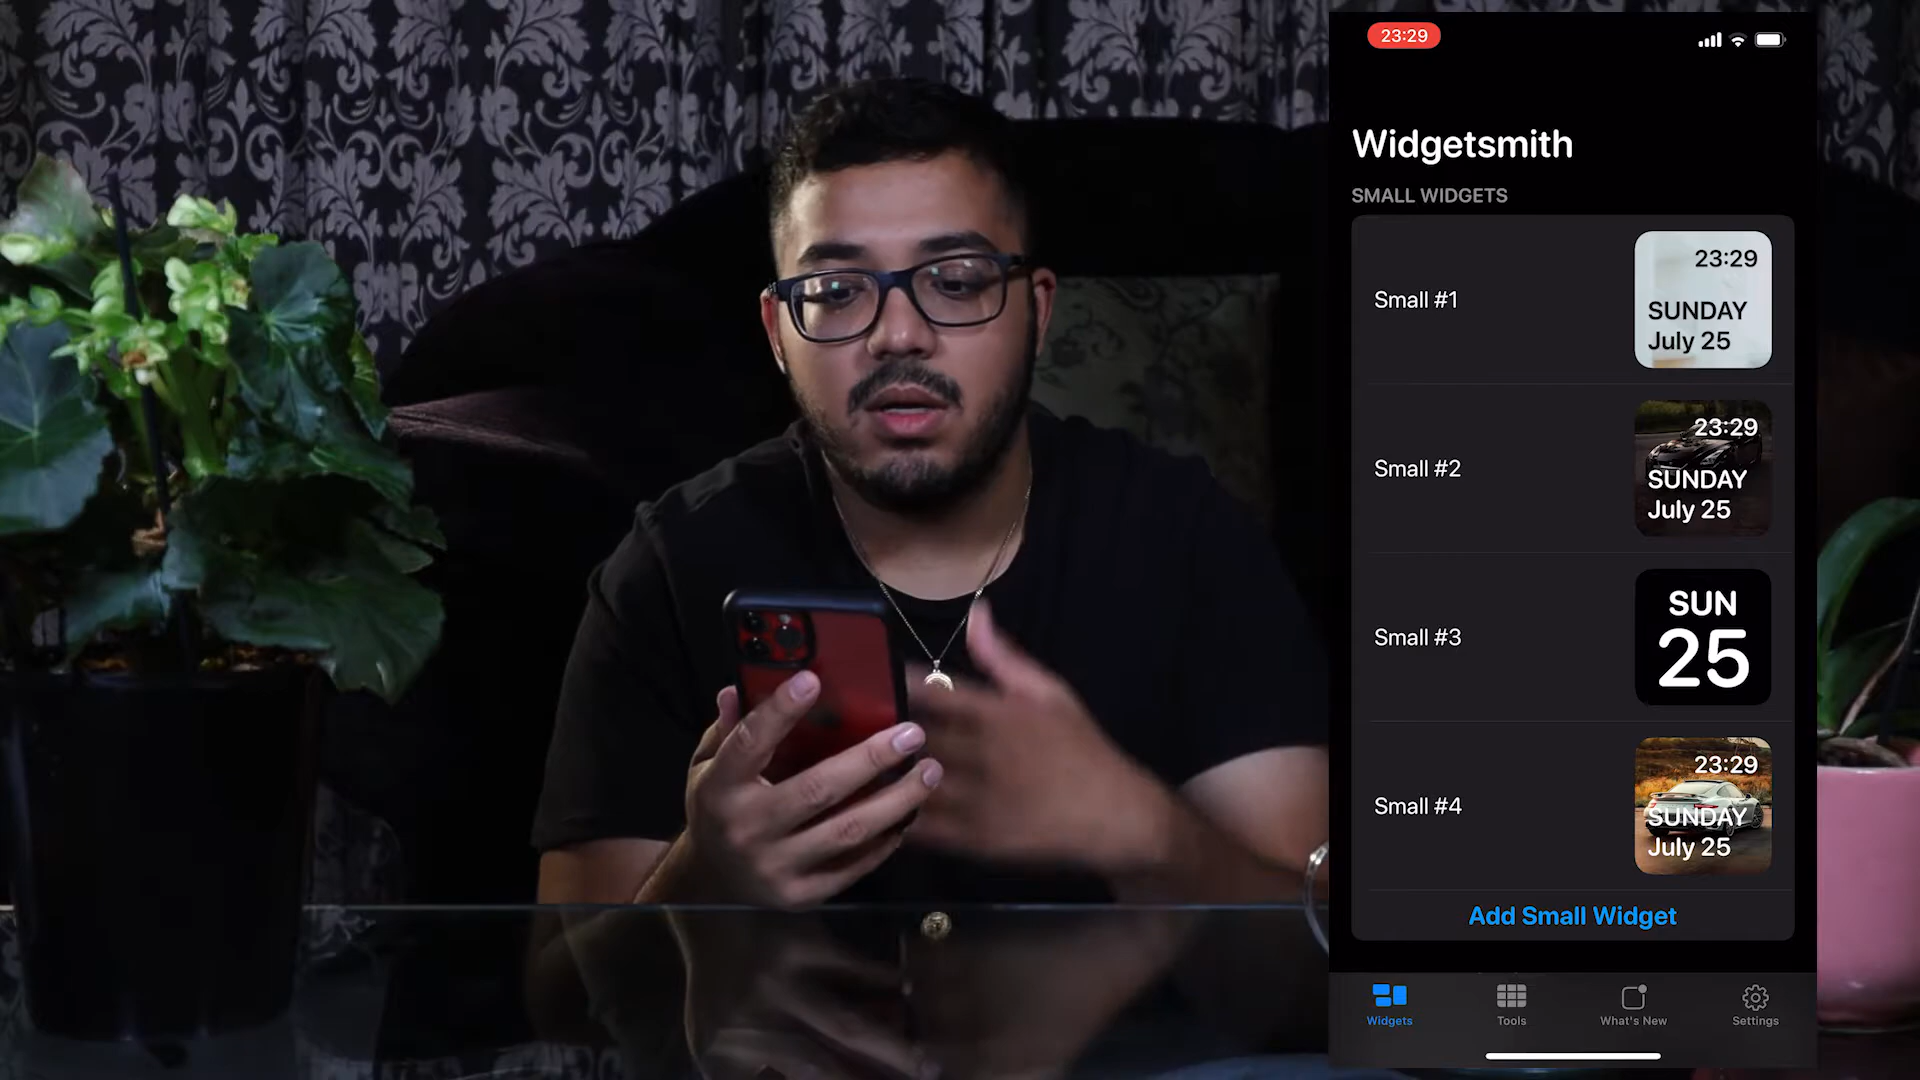 23:29
Widgetsmith
SMALL WIDGETS
Small #1
23:29
SUNDAY
July 25
Small #2
23:29
SUNDAY
July 25
Small #3
SUN
25
Small #4
23:29
SUNDAY
July 25
Add Small Widget
Widgets
Tools
What's New
Settings